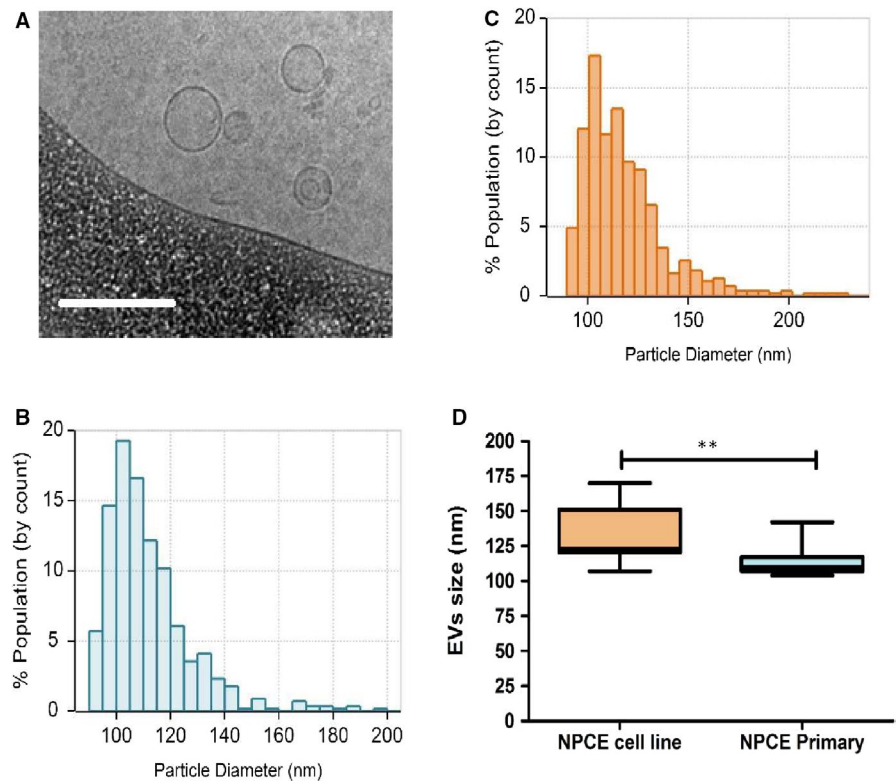 A
B
20
15
10
5
0
100 120 140 160 180 200
% Population (by count)
Particle Diameter (nm)
C
20
15
10
5
0
100 150 200
% Population (by count)
Particle Diameter (nm)
D
**
200
175
150
125
100
75
50
25
0
EVs size (nm)
NPCE cell line NPCE Primary